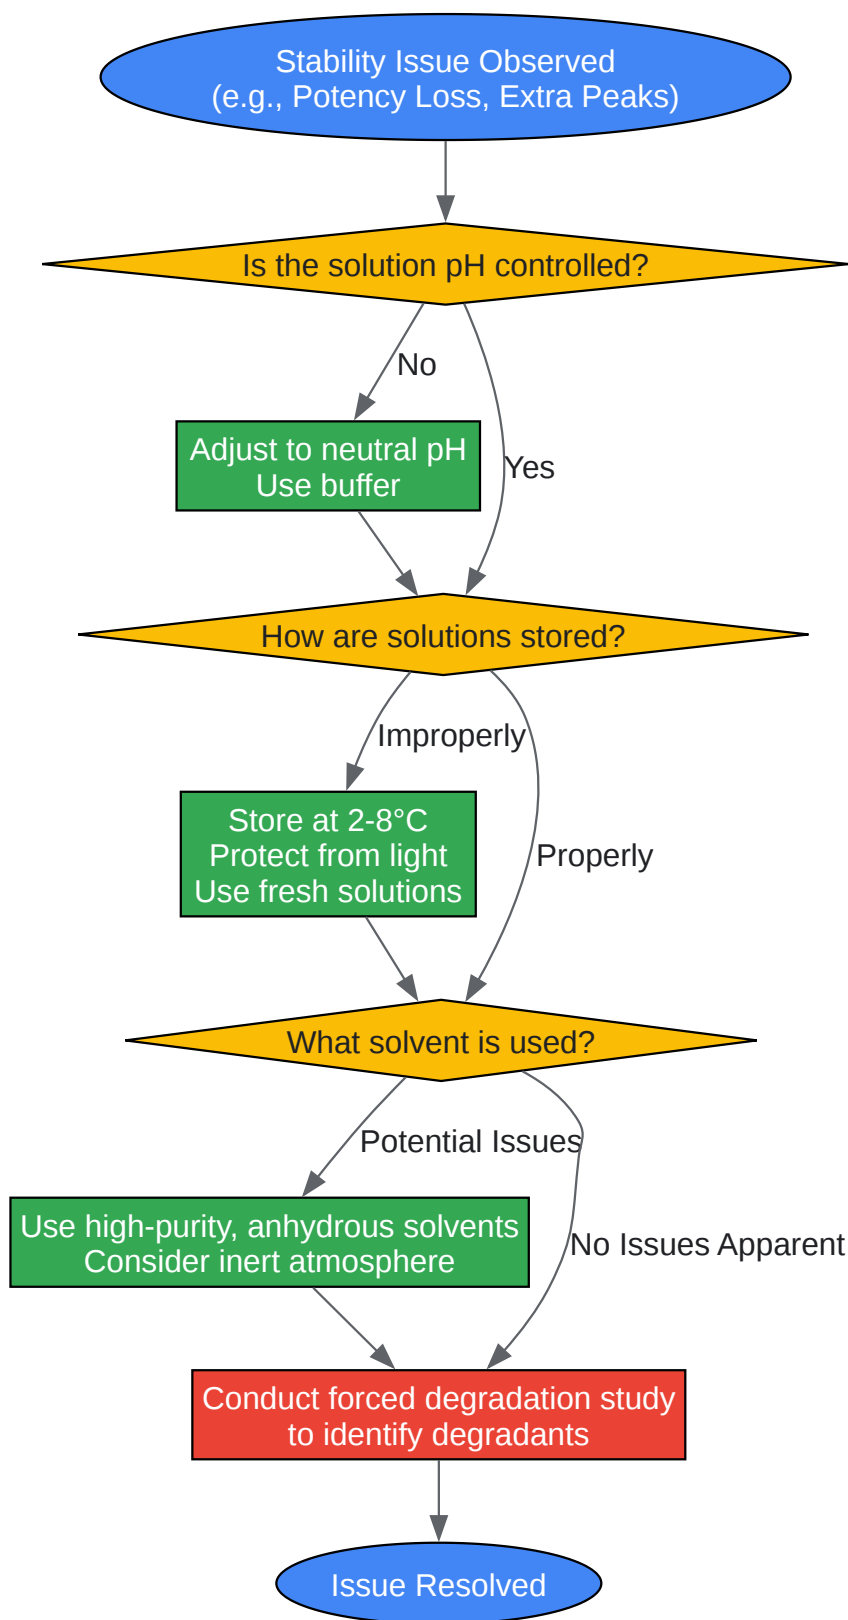 Stability Issue Observed
(e.g., Potency Loss, Extra Peaks)
Is the solution pH controlled?
No
Adjust to neutral pH
Use buffer
Yes
How are solutions stored?
Improperly
Store at 2-8°C
Protect from light
Use fresh solutions
Properly
What solvent is used?
Potential Issues
Use high-purity, anhydrous solvents
Consider inert atmosphere
No Issues Apparent
Conduct forced degradation study
to identify degradants
Issue Resolved